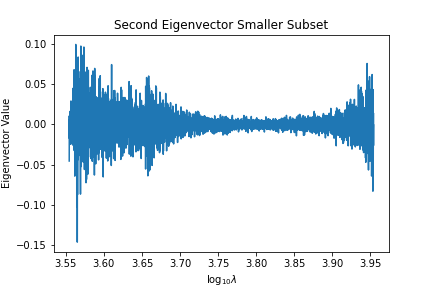 Second Eigenvector Smaller Subset
Eigenvector Value
0.10
0.05
0.00
−0.05
−0.10
−0.15
3.55 3.60 3.65 3.70 3.75 3.80 3.85 3.90 3.95
log₁₀λ